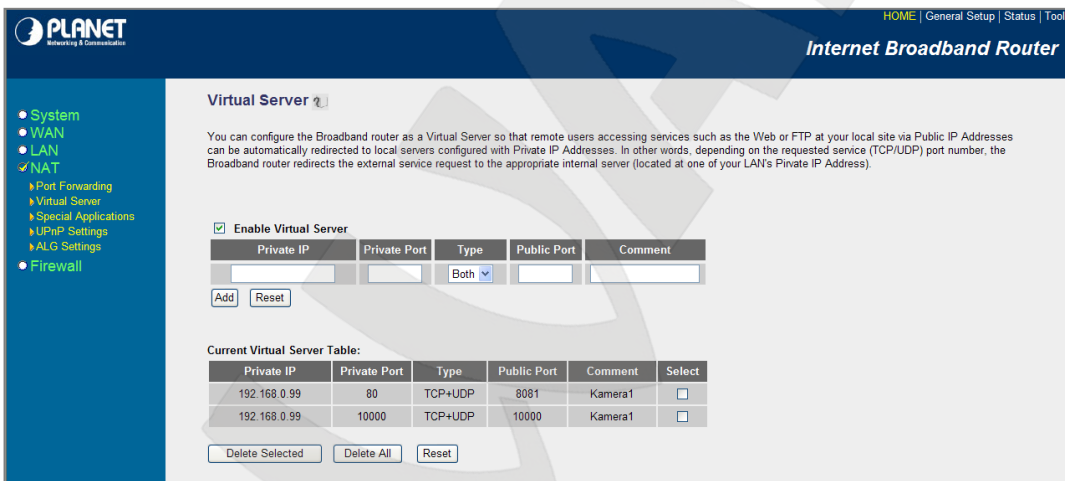 PLANET
Networking & Communication
HOME | General Setup | Status | Tool
Internet Broadband Router
System
WAN
LAN
NAT
Port Forwarding
Virtual Server
Special Applications
UPnP Settings
ALG Settings
Firewall
Virtual Server
You can configure the Broadband router as a Virtual Server so that remote users accessing services such as the Web or FTP at your local site via Public IP Addresses
can be automatically redirected to local servers configured with Private IP Addresses. In other words, depending on the requested service (TCP/UDP) port number, the
Broadband router redirects the external service request to the appropriate internal server (located at one of your LAN's Private IP Address).
Enable Virtual Server
Private IP Private Port Type Public Port Comment
Both
Add Reset
Current Virtual Server Table:
Private IP Private Port Type Public Port Comment Select
192.168.0.99 80 TCP+UDP 8081 Kamera1
192.168.0.99 10000 TCP+UDP 10000 Kamera1
Delete Selected Delete All Reset